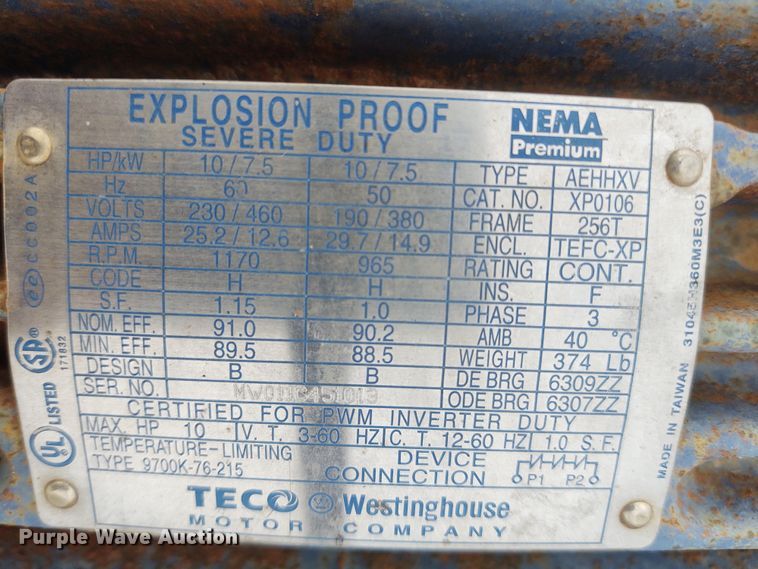 EXPLOSION PROOF
SEVERE DUTY
NEMA
Premium
HP/kW 10 / 7.5 10 / 7.5 TYPE AEHHXV
Hz 60 50 CAT. NO. XP0106
VOLTS 230 / 460 190 / 380 FRAME 256T
AMPS 25.2 / 12.6 29.7 / 14.9 ENCL. TEFC-XP
R.P.M. 1170 965 RATING CONT.
CODE H H INS. F
S.F. 1.15 1.0 PHASE 3
NOM. EFF. 91.0 90.2 AMB 40 °C
MIN. EFF. 89.5 88.5 WEIGHT 374 Lb
DESIGN B B DE BRG 6309ZZ
SER. NO. ODE BRG 6307ZZ
CERTIFIED FOR PWM INVERTER DUTY
MAX. HP 10 V. T. 3-60 HZ C. T. 12-60 HZ 1.0 S. F.
TEMPERATURE-LIMITING DEVICE
TYPE 9700K-76-215 CONNECTION P1 P2
TECO Westinghouse
MOTOR COMPANY
UL LISTED SA 171832 ee CC002A
MADE IN TAIWAN 31045H360M3E3(C)
Purple Wave Auction